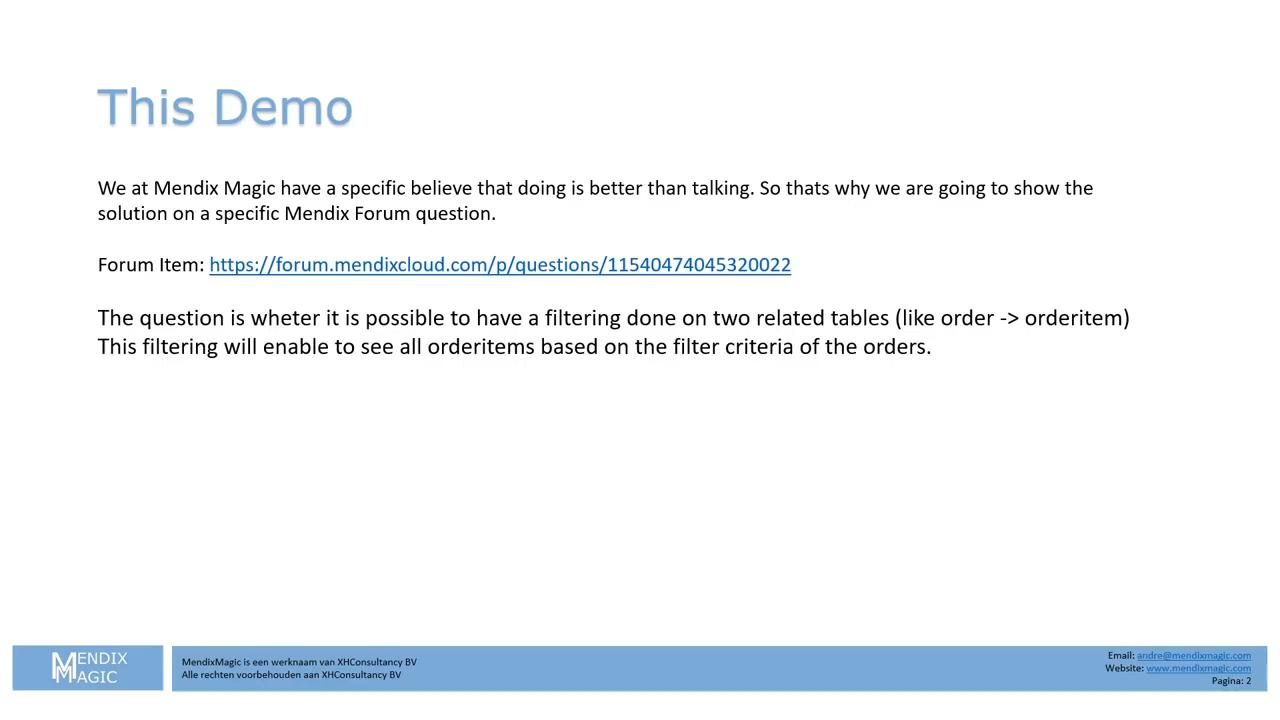 This Demo
We at Mendix Magic have a specific believe that doing is better than talking. So thats why we are going to show the
solution on a specific Mendix Forum question.
Forum Item: https://forum.mendixcloud.com/p/questions/11540474045320022
The question is wheter it is possible to have a filtering done on two related tables (like order -> orderitem)
This filtering will enable to see all orderitems based on the filter criteria of the orders.
MENDIX
MAGIC
MendixMagic is een werknaam van XHConsultancy BV
Alle rechten voorbehouden aan XHConsultancy BV
Email: andre@mendixmagic.com
Website: www.mendixmagic.com
Pagina: 2